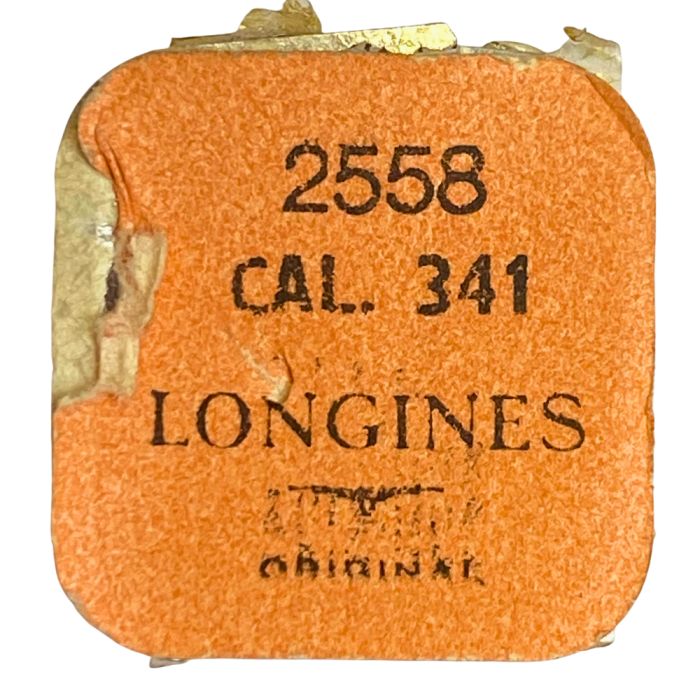 2558
CAL. 341
LONGINES
ORIGINAL